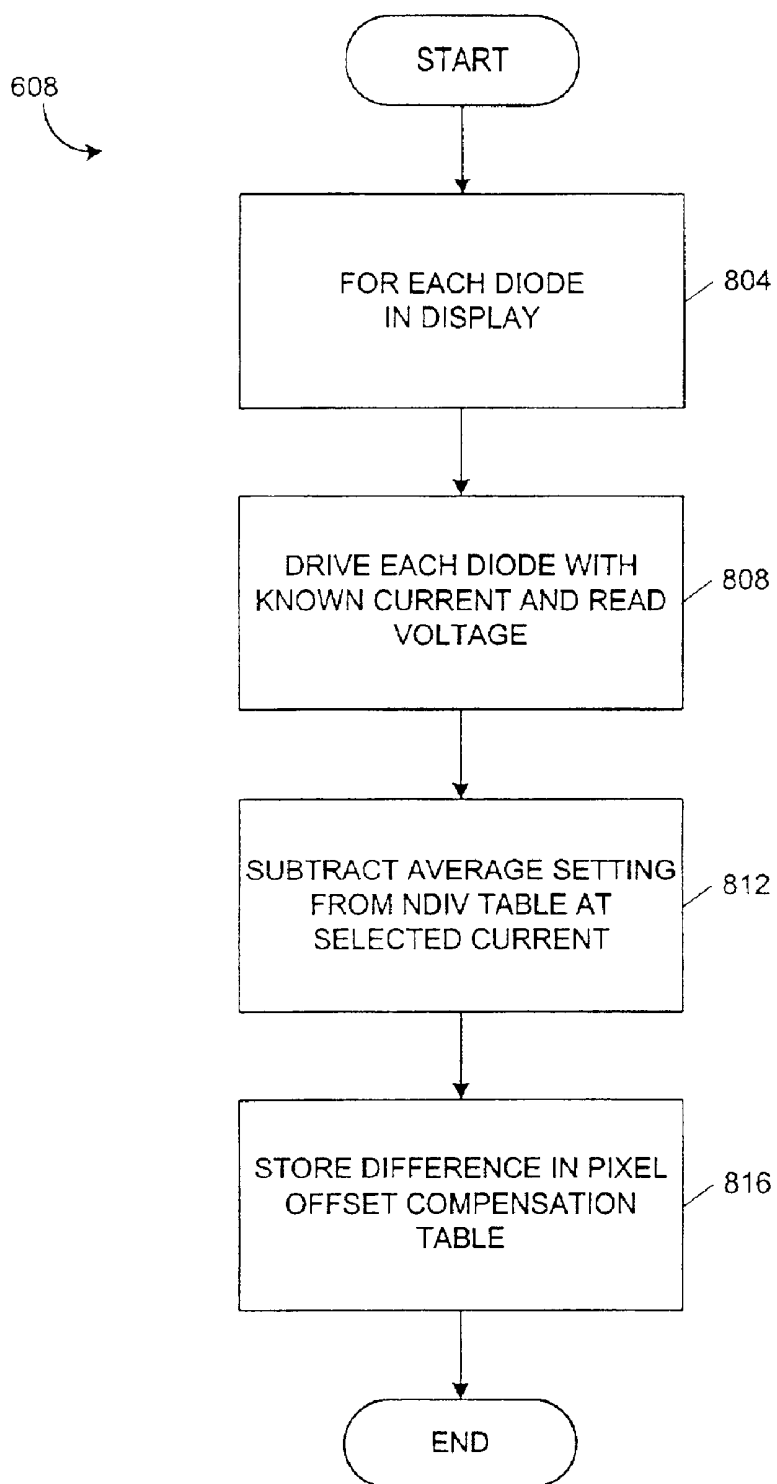 START
608
FOR EACH DIODE
IN DISPLAY
804
DRIVE EACH DIODE WITH
KNOWN CURRENT AND READ
VOLTAGE
808
SUBTRACT AVERAGE SETTING
FROM NDIV TABLE AT
SELECTED CURRENT
812
STORE DIFFERENCE IN PIXEL
OFFSET COMPENSATION
TABLE
816
END